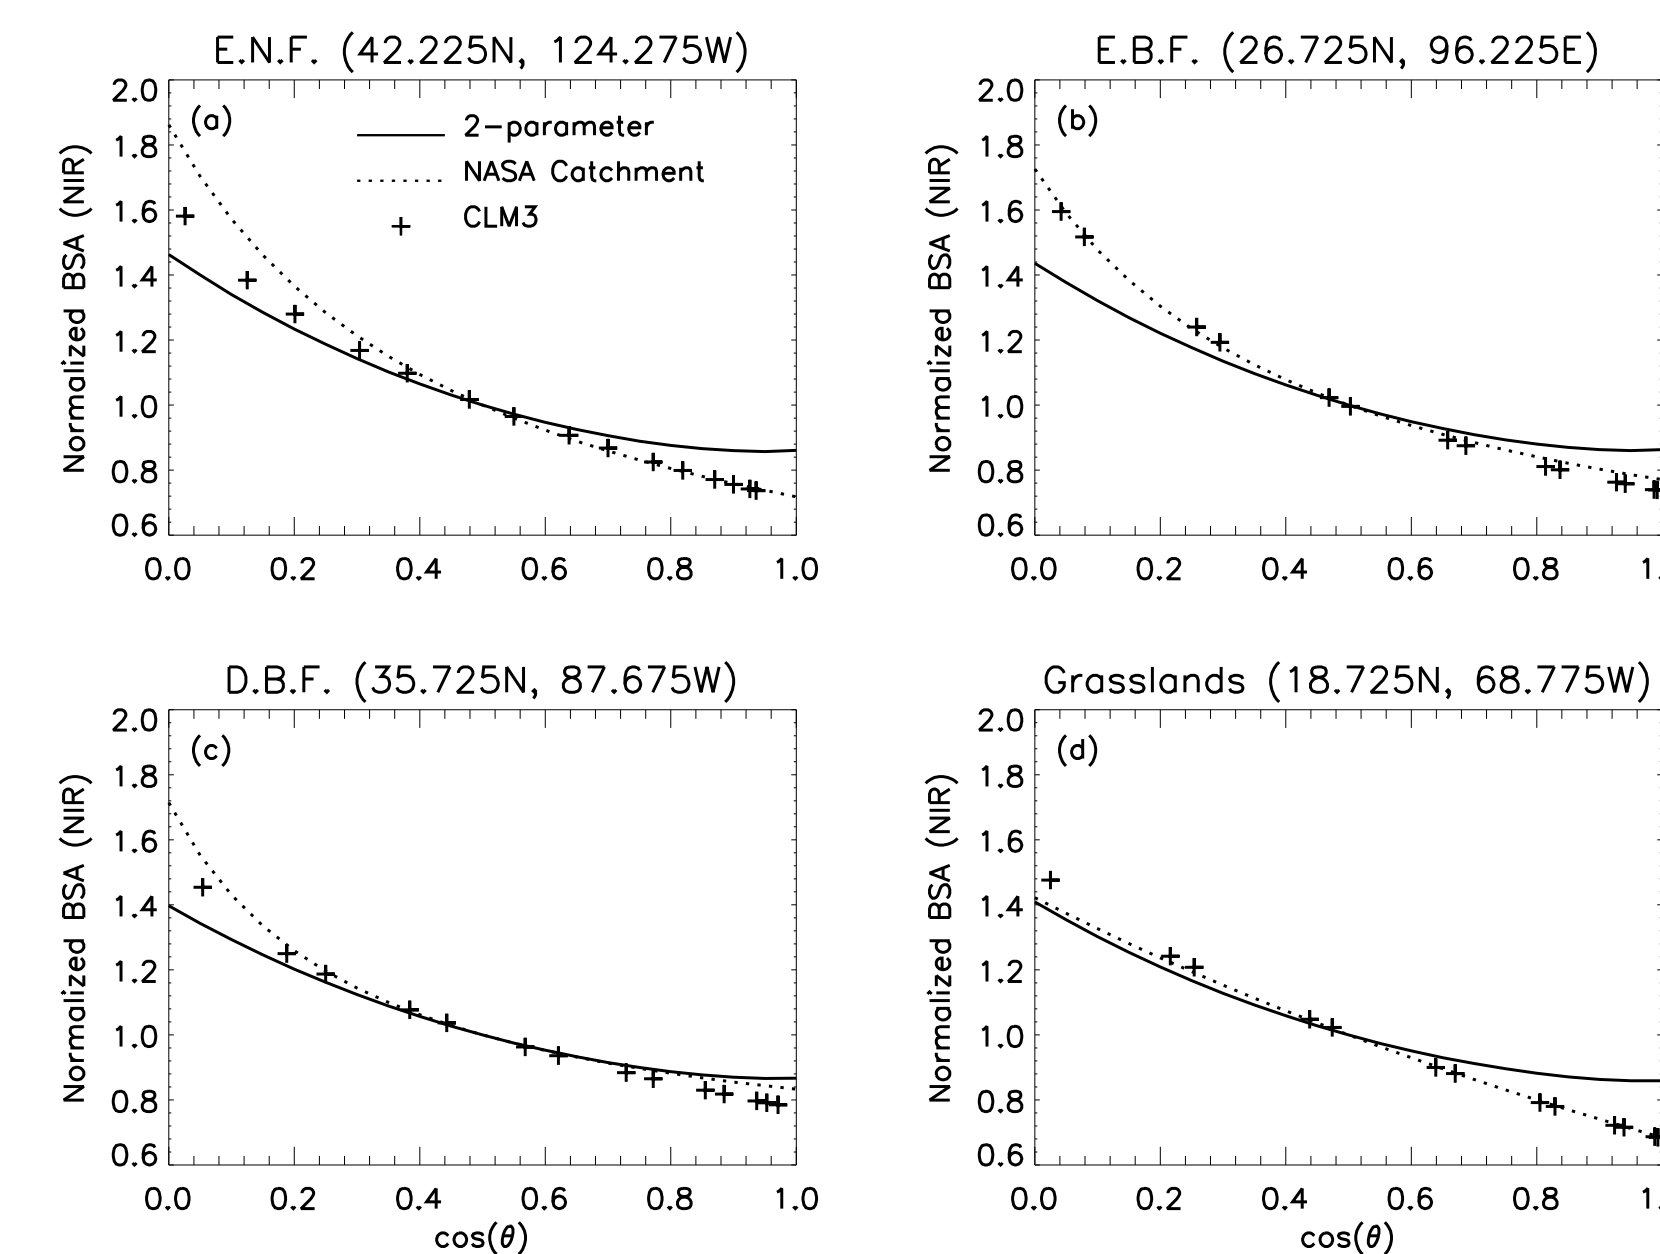 E.N.F. (42.225N, 124.275W)
2.0
1.8
1.6
1.4
1.2
1.0
0.8
0.6
Normalized BSA (NIR)
(a)
2-parameter
NASA Catchment
CLM3
0.0 0.2 0.4 0.6 0.8 1.0
E.B.F. (26.725N, 96.225E)
2.0
1.8
1.6
1.4
1.2
1.0
0.8
0.6
Normalized BSA (NIR)
(b)
0.0 0.2 0.4 0.6 0.8 1.
D.B.F. (35.725N, 87.675W)
2.0
1.8
1.6
1.4
1.2
1.0
0.8
0.6
Normalized BSA (NIR)
(c)
0.0 0.2 0.4 0.6 0.8 1.0
cos(θ)
Grasslands (18.725N, 68.775W)
2.0
1.8
1.6
1.4
1.2
1.0
0.8
0.6
Normalized BSA (NIR)
(d)
0.0 0.2 0.4 0.6 0.8 1.
cos(θ)